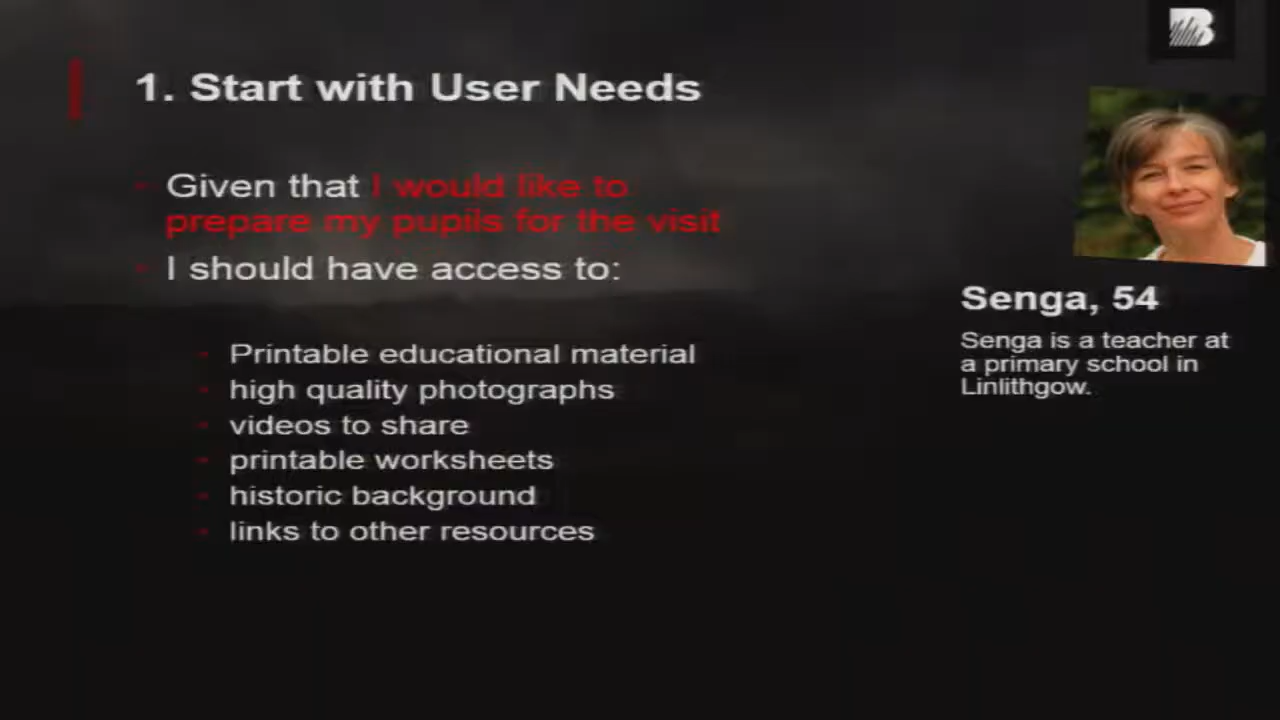 1. Start with User Needs
Given that I would like to
prepare my pupils for the visit
I should have access to:
Printable educational material
high quality photographs
videos to share
printable worksheets
historic background
links to other resources
B
Senga, 54
Senga is a teacher at
a primary school in
Linlithgow.